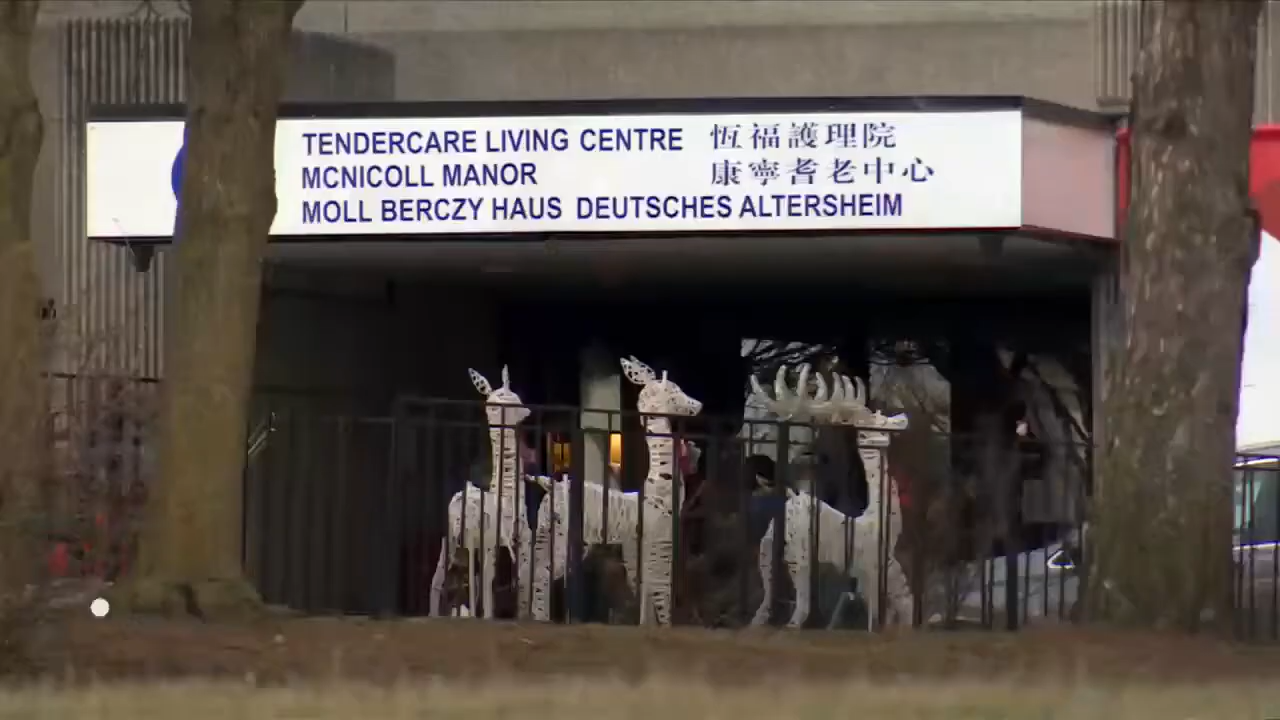 TENDERCARE LIVING CENTRE 恆福護理院
MCNICOLL MANOR 康寧耆老中心
MOLL BERCZY HAUS DEUTSCHES ALTERSHEIM